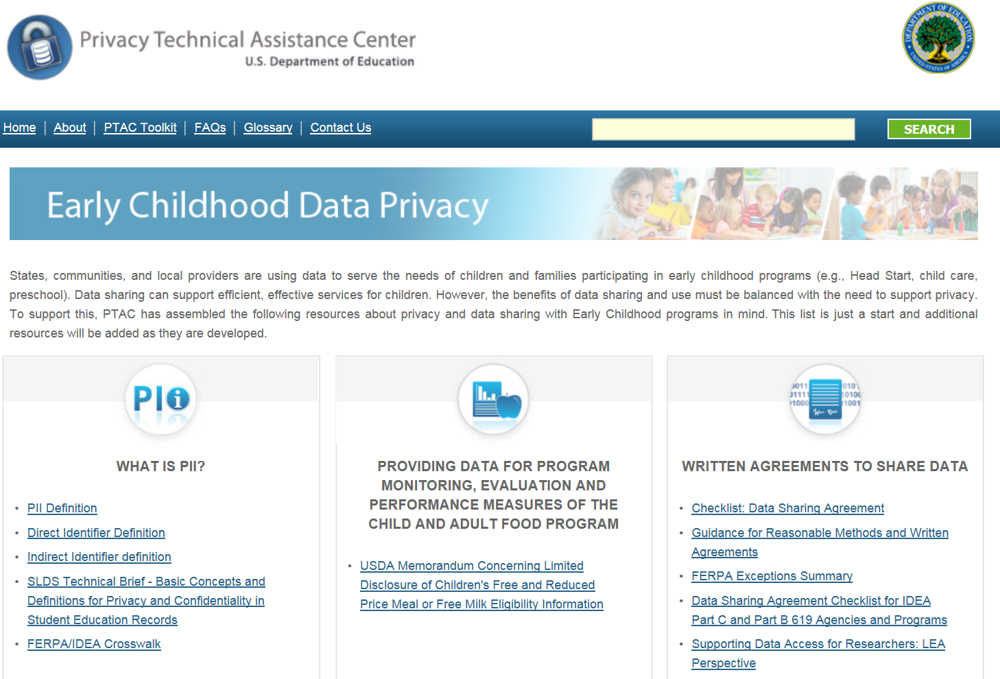 Privacy Technical Assistance Center
U.S. Department of Education
DEPARTMENT OF EDUCATION
UNITED STATES OF AMERICA
Home | About | PTAC Toolkit | FAQs | Glossary | Contact Us
SEARCH
Early Childhood Data Privacy
States, communities, and local providers are using data to serve the needs of children and families participating in early childhood programs (e.g., Head Start, child care,
preschool). Data sharing can support efficient, effective services for children. However, the benefits of data sharing and use must be balanced with the need to support privacy.
To support this, PTAC has assembled the following resources about privacy and data sharing with Early Childhood programs in mind. This list is just a start and additional
resources will be added as they are developed.
PII
WHAT IS PII?
• PII Definition
• Direct Identifier Definition
• Indirect Identifier definition
• SLDS Technical Brief - Basic Concepts and
Definitions for Privacy and Confidentiality in
Student Education Records
• FERPA/IDEA Crosswalk
PROVIDING DATA FOR PROGRAM
MONITORING, EVALUATION AND
PERFORMANCE MEASURES OF THE
CHILD AND ADULT FOOD PROGRAM
• USDA Memorandum Concerning Limited
Disclosure of Children's Free and Reduced
Price Meal or Free Milk Eligibility Information
WRITTEN AGREEMENTS TO SHARE DATA
• Checklist: Data Sharing Agreement
• Guidance for Reasonable Methods and Written
Agreements
• FERPA Exceptions Summary
• Data Sharing Agreement Checklist for IDEA
Part C and Part B 619 Agencies and Programs
• Supporting Data Access for Researchers: LEA
Perspective